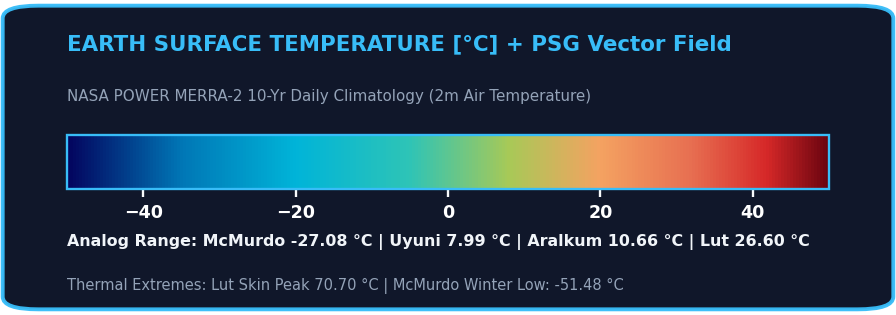 EARTH SURFACE TEMPERATURE [°C] + PSG Vector Field
NASA POWER MERRA-2 10-Yr Daily Climatology (2m Air Temperature)
−40 −20 0 20 40
Analog Range: McMurdo -27.08 °C | Uyuni 7.99 °C | Aralkum 10.66 °C | Lut 26.60 °C
Thermal Extremes: Lut Skin Peak 70.70 °C | McMurdo Winter Low: -51.48 °C